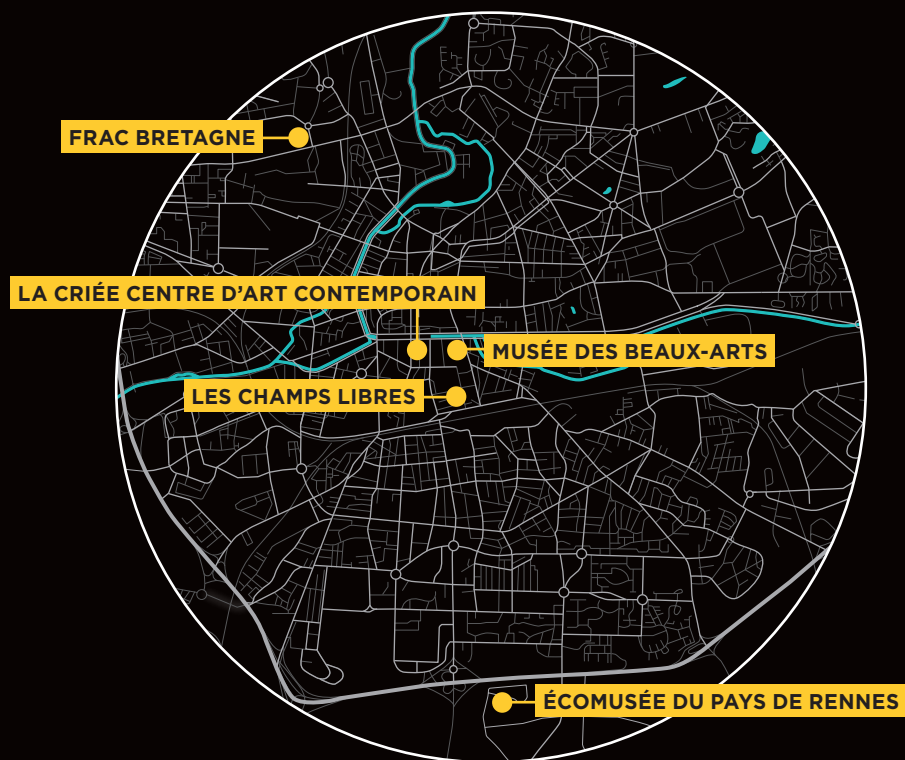 FRAC BRETAGNE
LA CRIÉE CENTRE D'ART CONTEMPORAIN
MUSÉE DES BEAUX-ARTS
LES CHAMPS LIBRES
ÉCOMUSÉE DU PAYS DE RENNES